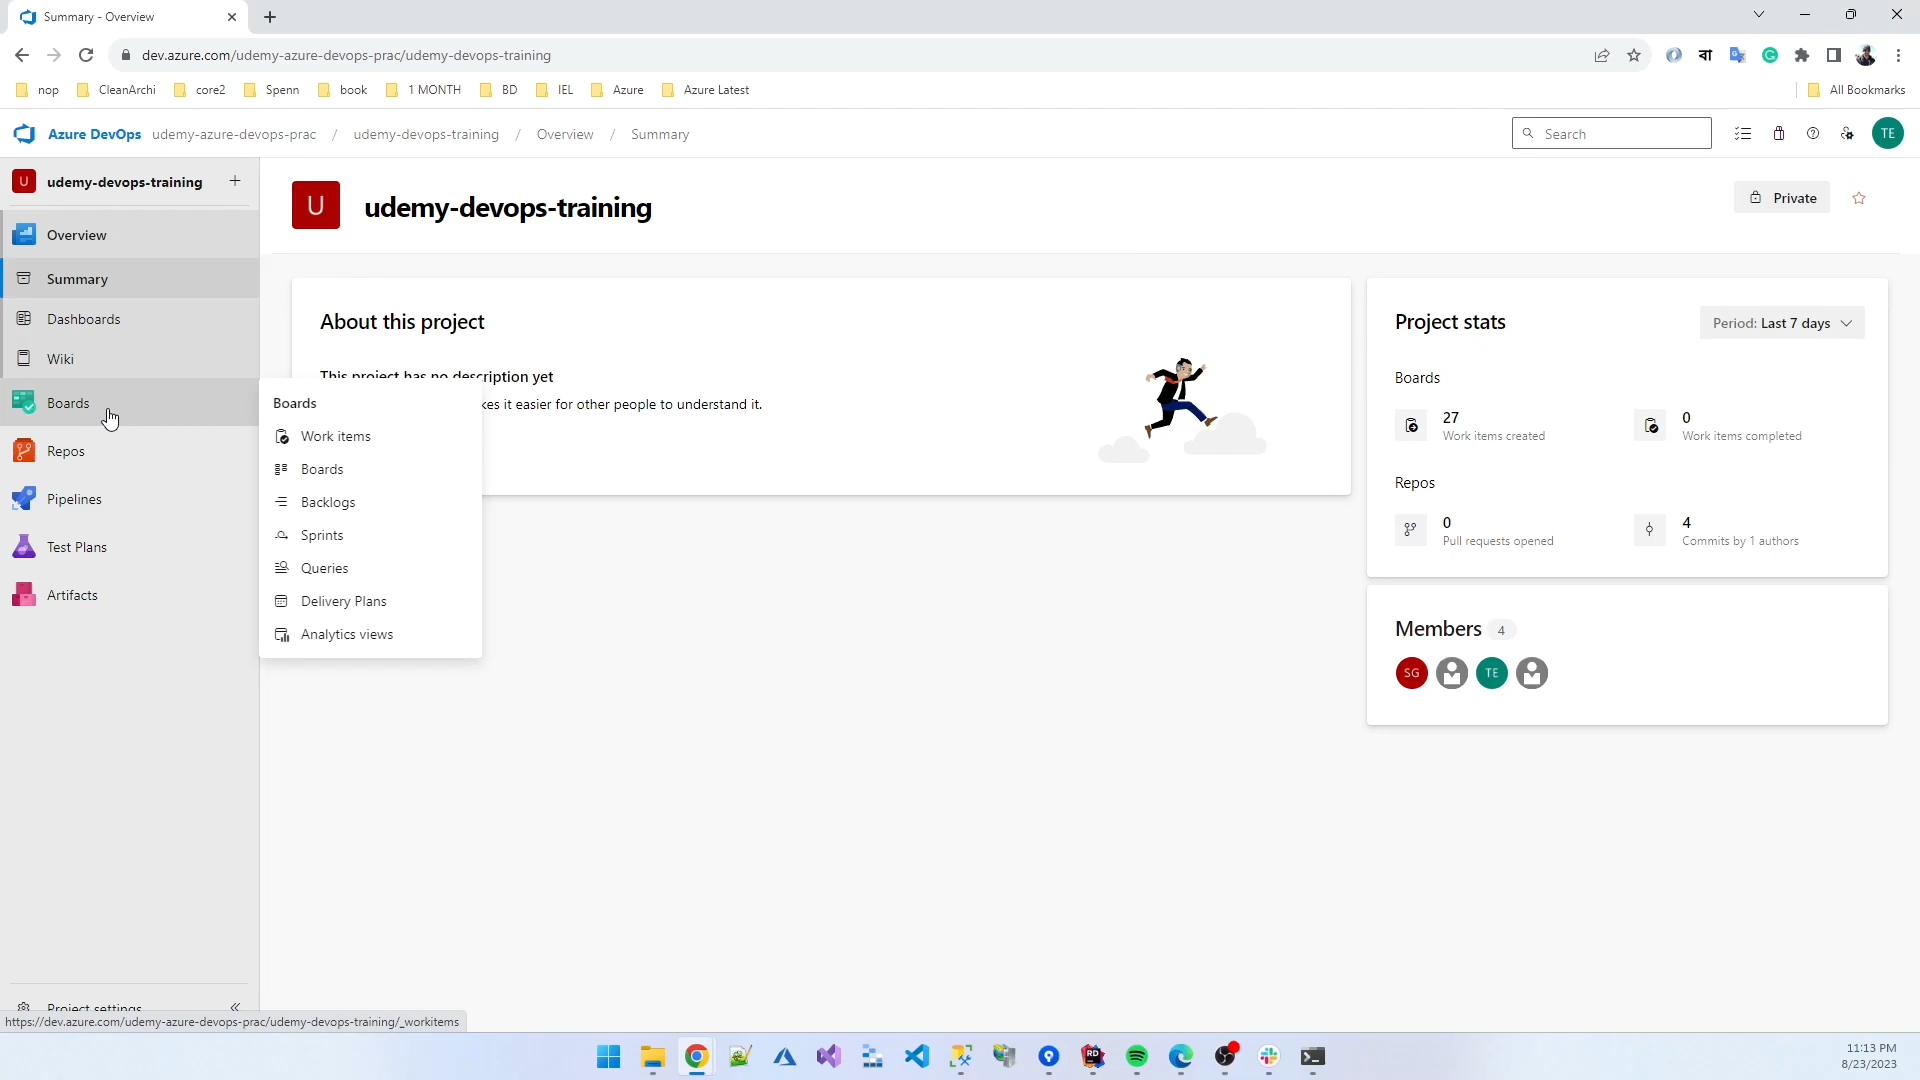 Summary - Overview
dev.azure.com/udemy-azure-devops-prac/udemy-devops-training
বা
nop
CleanArchi
core2
Spenn
book
1 MONTH
BD
IEL
Azure
Azure Latest
All Bookmarks
Azure DevOps udemy-azure-devops-prac / udemy-devops-training / Overview / Summary
Search
TE
U udemy-devops-training
Overview
Summary
Dashboards
Wiki
Boards
Repos
Pipelines
Test Plans
Artifacts
Project settings
https://dev.azure.com/udemy-azure-devops-prac/udemy-devops-training/_workitems
Boards
Work items
Boards
Backlogs
Sprints
Queries
Delivery Plans
Analytics views
U udemy-devops-training
Private
About this project
This project has no description yet
kes it easier for other people to understand it.
Project stats
Period: Last 7 days
Boards
27
Work items created
0
Work items completed
Repos
0
Pull requests opened
4
Commits by 1 authors
Members 4
SG
TE
RD
11:13 PM
8/23/2023